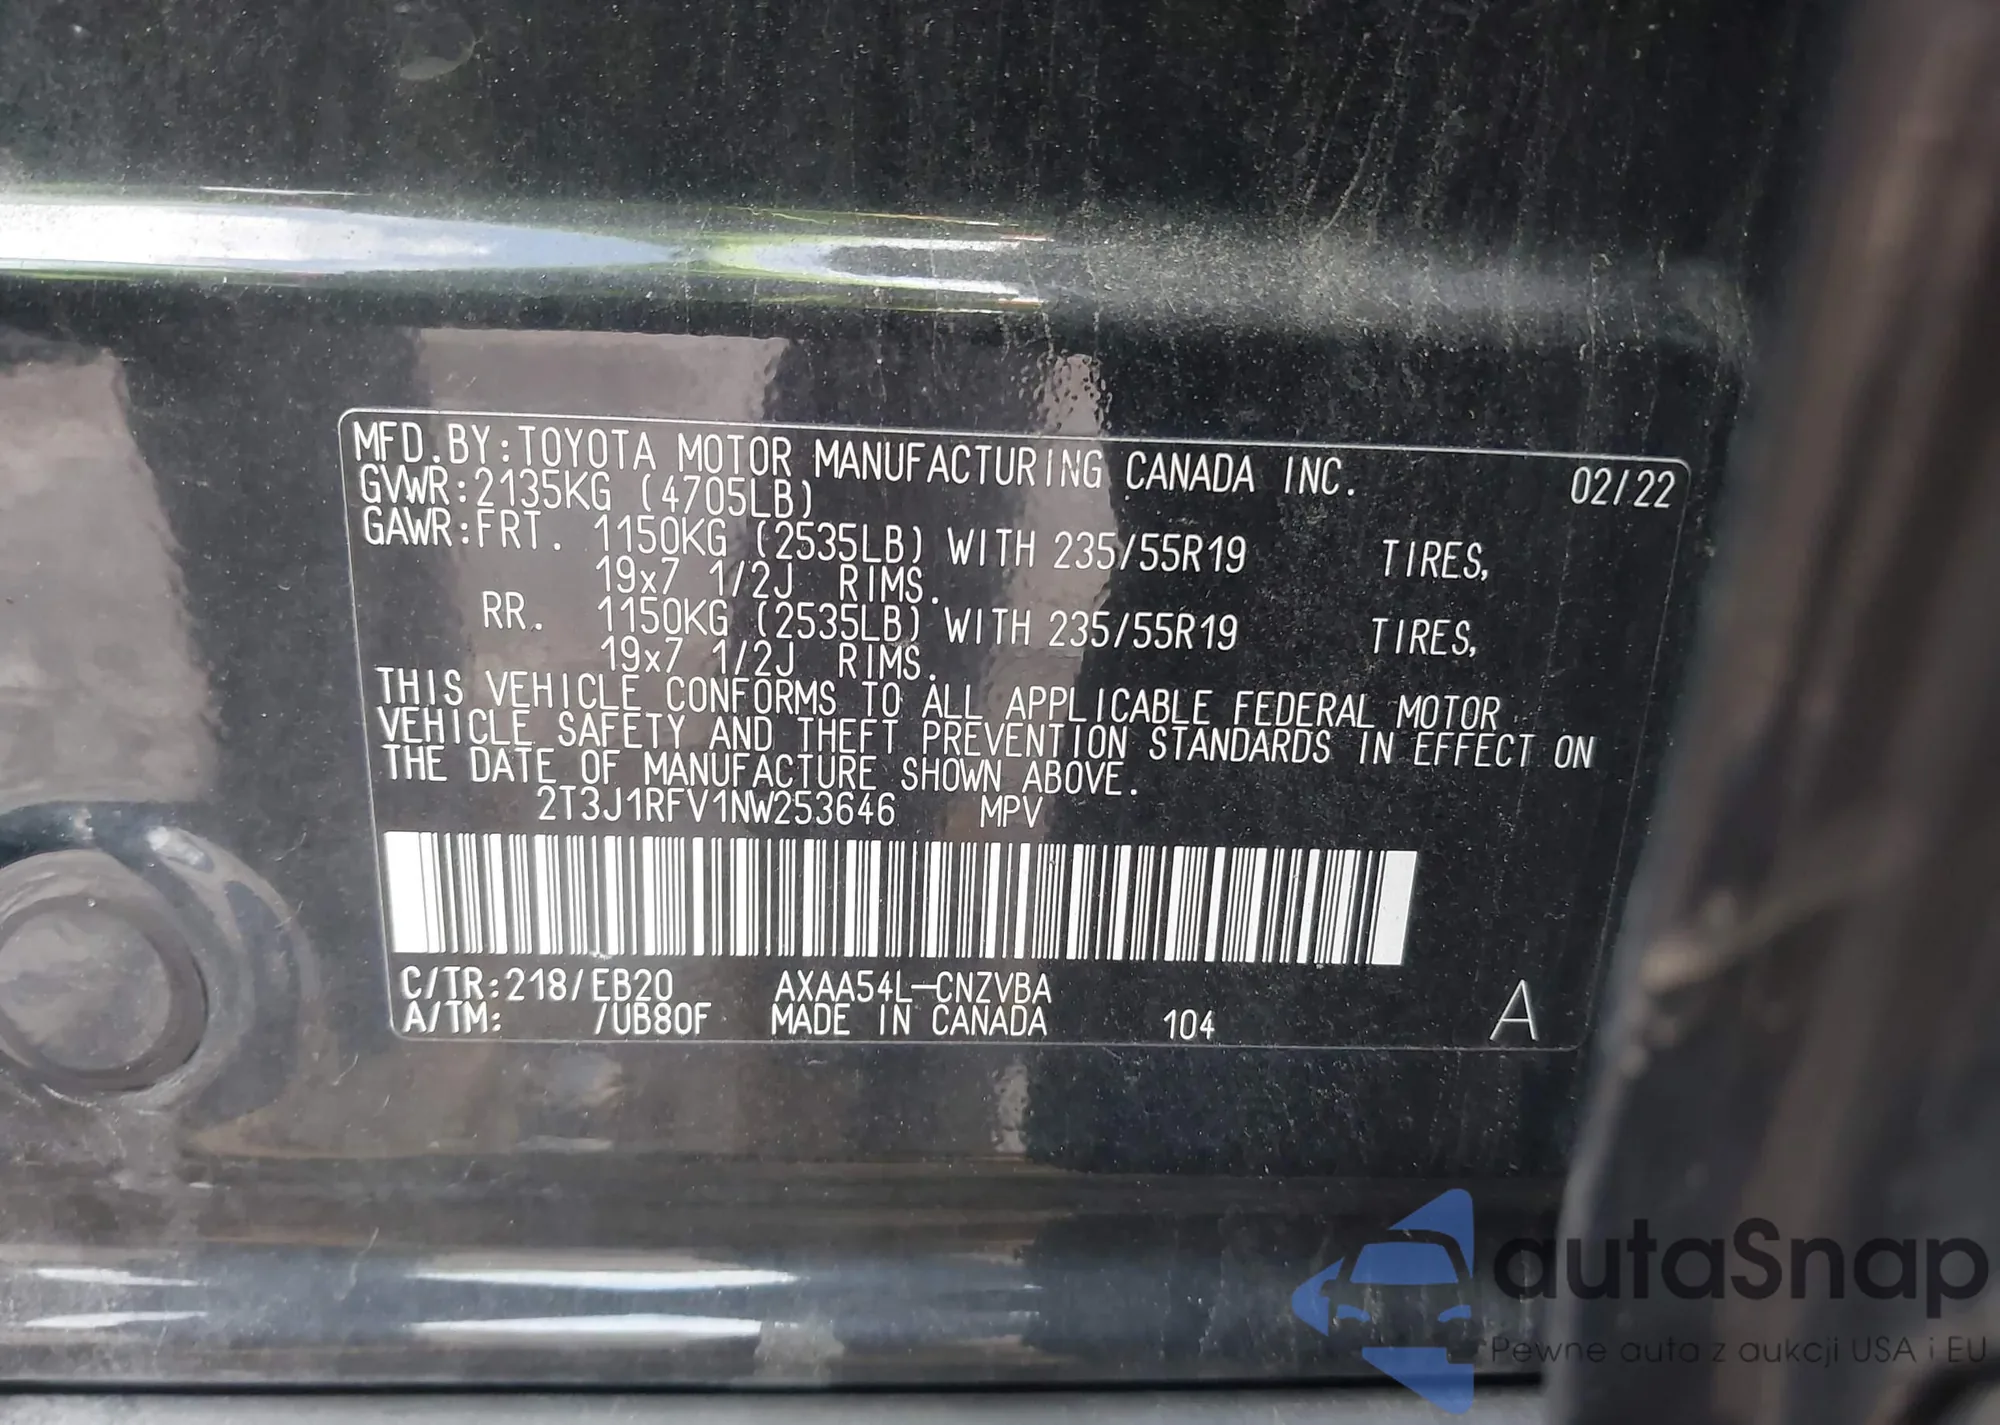 MFD.BY:TOYOTA MOTOR MANUFACTURING CANADA INC. 02/22
GVWR:2135KG (4705LB)
GAWR:FRT. 1150KG (2535LB) WITH 235/55R19 TIRES,
19x7 1/2J RIMS.
RR. 1150KG (2535LB) WITH 235/55R19 TIRES,
19x7 1/2J RIMS.
THIS VEHICLE CONFORMS TO ALL APPLICABLE FEDERAL MOTOR
VEHICLE SAFETY AND THEFT PREVENTION STANDARDS IN EFFECT ON
THE DATE OF MANUFACTURE SHOWN ABOVE.
2T3J1RFV1NW253646 MPV
C/TR:218/EB20 AXAA54L-CNZVBA A
A/TM: /UB80F MADE IN CANADA 104
autaSnap
Pewne auta z aukcji USA i EU